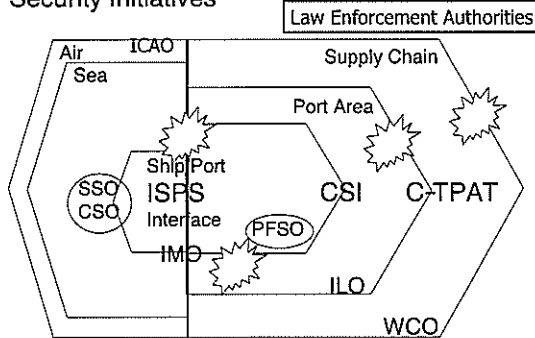 Security Initiatives
Law Enforcement Authorities
Air
ICAO
Supply Chain
Sea
Port Area
Ship Port
SSO
ISPS
CSI
C-TPAT
CSO
Interface
PFSO
IMO
ILO
WCO